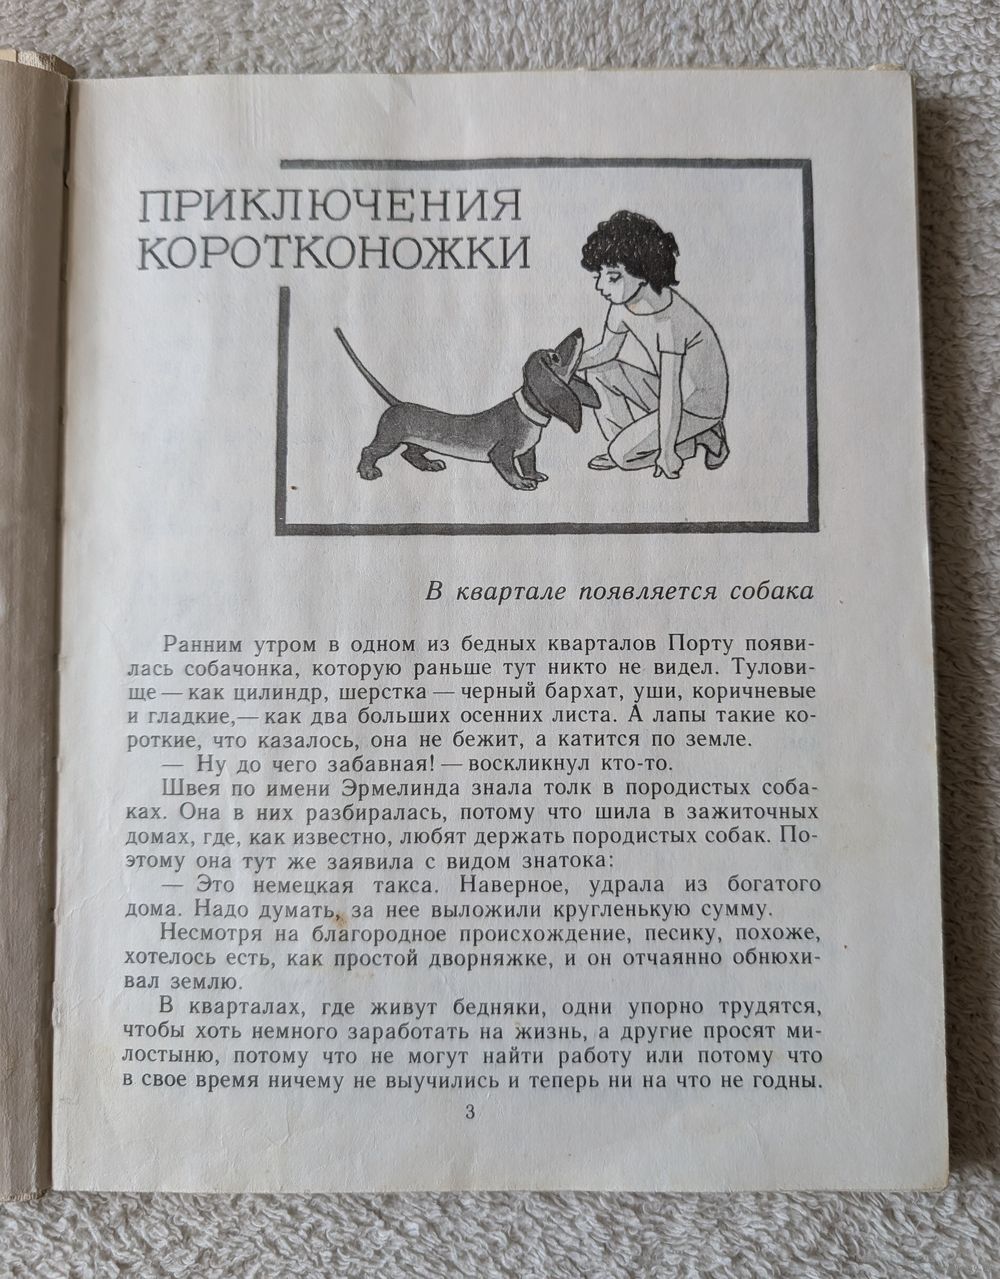 ПРИКЛЮЧЕНИЯ
КОРОТКОНОЖКИ
В квартале появляется собака
Ранним утром в одном из бедных кварталов Порту появи-
лась собачонка, которую раньше тут никто не видел. Тулови-
ще — как цилиндр, шерстка — черный бархат, уши, коричневые
и гладкие, — как два больших осенних листа. А лапы такие ко-
роткие, что казалось, она не бежит, а катится по земле.
— Ну до чего забавная! — воскликнул кто-то.
Швея по имени Эрмелинда знала толк в породистых соба-
ках. Она в них разбиралась, потому что шила в зажиточных
домах, где, как известно, любят держать породистых собак. По-
этому она тут же заявила с видом знатока:
— Это немецкая такса. Наверное, удрала из богатого
дома. Надо думать, за нее выложили кругленькую сумму.
Несмотря на благородное происхождение, песику, похоже,
хотелось есть, как простой дворняжке, и он отчаянно обнюхи-
вал землю.
В кварталах, где живут бедняки, одни упорно трудятся,
чтобы хоть немного заработать на жизнь, а другие просят ми-
лостыню, потому что не могут найти работу или потому что
в свое время ничему не выучились и теперь ни на что не годны.
3